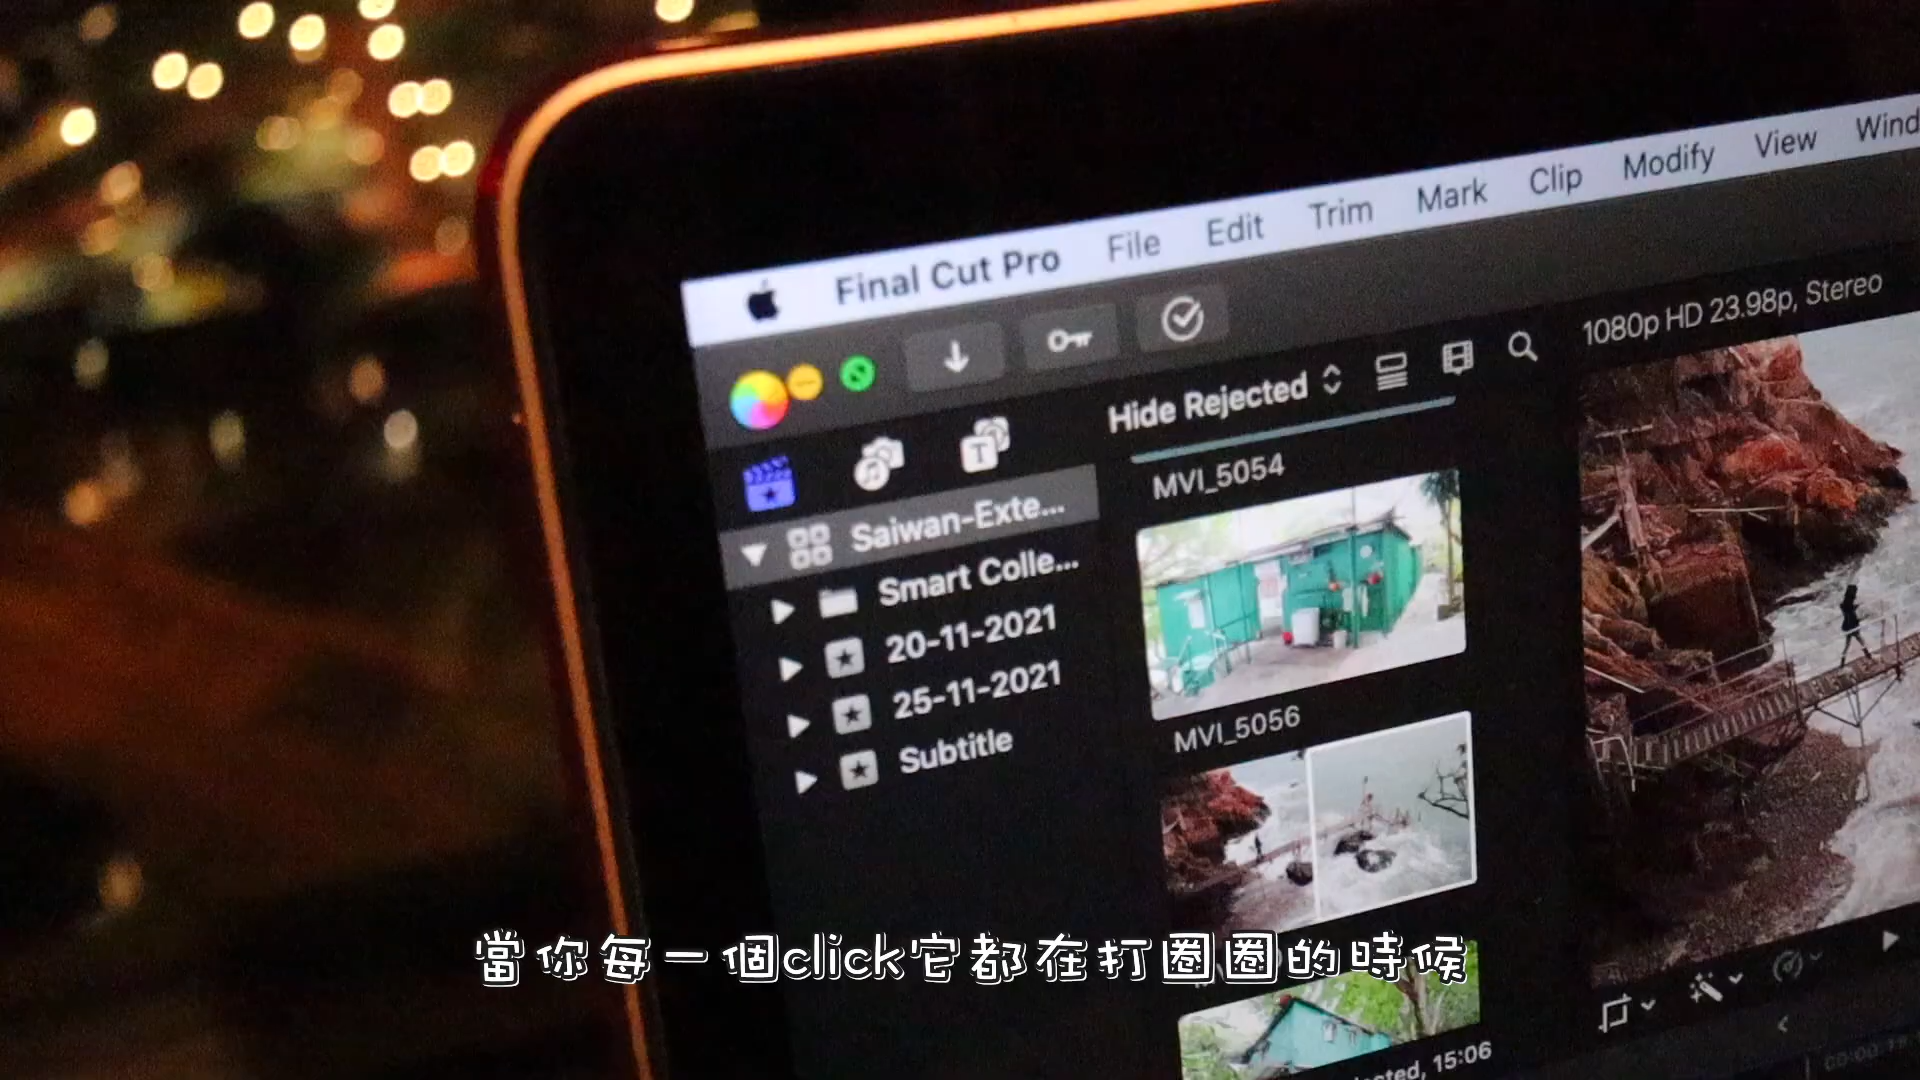 Final Cut Pro File Edit Trim Mark Clip Modify View Wind
1080p HD 23.98p, Stereo
Hide Rejected
MVI_5054
Saiwan-Exte...
Smart Colle...
20-11-2021
25-11-2021
Subtitle
MVI_5056
當你每一個click它都在打圈圈的時候
15:06